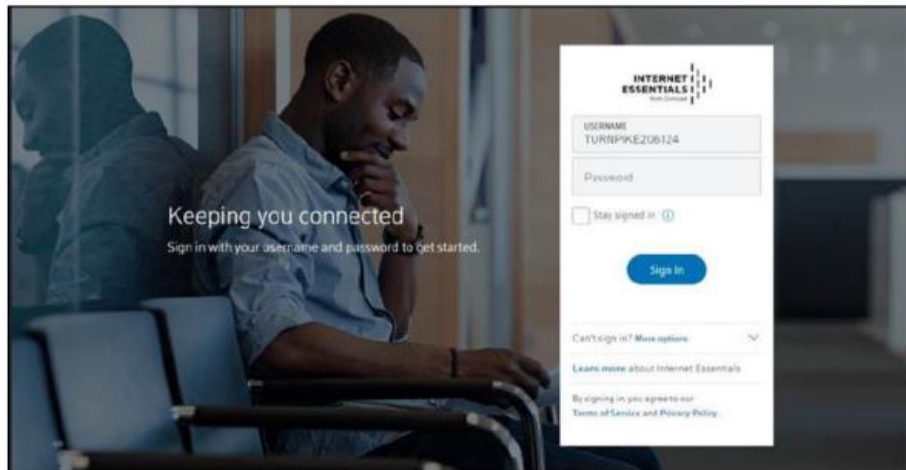 Keeping you connected
Sign in with your username and password to get started.
INTERNET
ESSENTIALS
from Comcast
USERNAME
TURNPIKE206124
Password
Stay signed in
Sign In
Can't sign in? More options
Learn more about Internet Essentials
By signing in, you agree to our
Terms of Service and Privacy Policy.